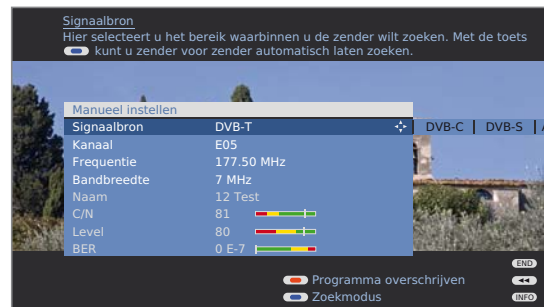 Signaalbron
Hier selecteert u het bereik waarbinnen u de zender wilt zoeken. Met de toets
kunt u zender voor zender automatisch laten zoeken.
Manueel instellen
Signaalbron DVB-T DVB-C DVB-S A
Kanaal E05
Frequentie 177.50 MHz
Bandbreedte 7 MHz
Naam 12 Test
C/N 81
Level 80
BER 0 E-7
END
Programma overschrijven
Zoekmodus INFO